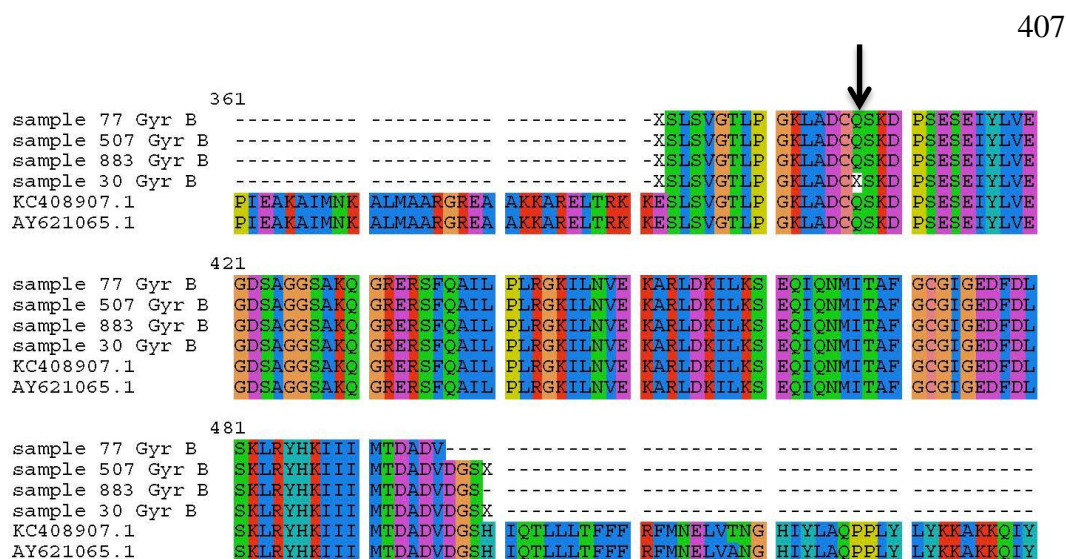 407
361
sample 77 Gyr B ---------- ---------- ---------- -XSLSVGTLP GKLADCQSKD PSESEIYLVE
sample 507 Gyr B ---------- ---------- ---------- -XSLSVGTLP GKLADCQSKD PSESEIYLVE
sample 883 Gyr B ---------- ---------- ---------- -XSLSVGTLP GKLADCQSKD PSESEIYLVE
sample 30 Gyr B ---------- ---------- ---------- -XSLSVGTLP GKLADCXSKD PSESEIYLVE
KC408907.1 PIEAKAIMNK ALMAARGREA AKKARELTRK KESLSVGTLP GKLADCQSKD PSESEIYLVE
AY621065.1 PIEAKAIMNK ALMAARGREA AKKARELTRK KESLSVGTLP GKLADCQSKD PSESEIYLVE
421
sample 77 Gyr B GDSAGGSAKQ GRERSFQAIL PLRGKILNVE KARLDKILKS EQIQNMITAF GCGIGEDFDL
sample 507 Gyr B GDSAGGSAKQ GRERSFQAIL PLRGKILNVE KARLDKILKS EQIQNMITAF GCGIGEDFDL
sample 883 Gyr B GDSAGGSAKQ GRERSFQAIL PLRGKILNVE KARLDKILKS EQIQNMITAF GCGIGEDFDL
sample 30 Gyr B GDSAGGSAKQ GRERSFQAIL PLRGKILNVE KARLDKILKS EQIQNMITAF GCGIGEDFDL
KC408907.1 GDSAGGSAKQ GRERSFQAIL PLRGKILNVE KARLDKILKS EQIQNMITAF GCGIGEDFDL
AY621065.1 GDSAGGSAKQ GRERSFQAIL PLRGKILNVE KARLDKILKS EQIQNMITAF GCGIGEDFDL
481
sample 77 Gyr B SKLRYHKIII MTDADV---- ---------- ---------- ---------- ----------
sample 507 Gyr B SKLRYHKIII MTDADVDGSX ---------- ---------- ---------- ----------
sample 883 Gyr B SKLRYHKIII MTDADVDGS- ---------- ---------- ---------- ----------
sample 30 Gyr B SKLRYHKIII MTDADVDGSX ---------- ---------- ---------- ----------
KC408907.1 SKLRYHKIII MTDADVDGSH IQTLLLTFFF RFMNELVTNG HIYLAQPPLY LYKKAKKQIY
AY621065.1 SKLRYHKIII MTDADVDGSH IQTLLLTFFF RFMNELVANG HIYLAQPPLY LYKKAKKQIY